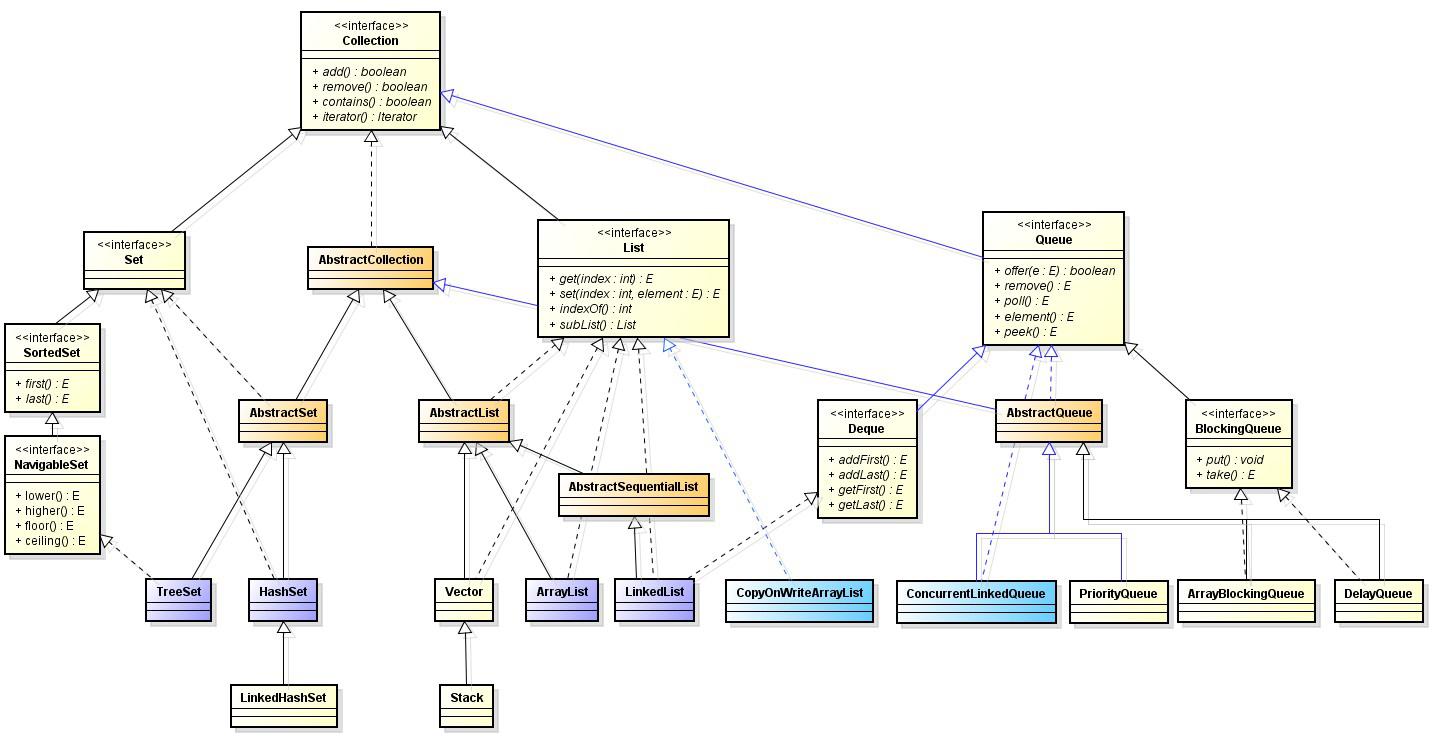 <<interface>>
Collection
+ add() : boolean
+ remove() : boolean
+ contains() : boolean
+ iterator() : Iterator
<<interface>>
Set
AbstractCollection
<<interface>>
List
+ get(index : int) : E
+ set(index : int, element : E) : E
+ indexOf() : int
+ subList() : List
<<interface>>
Queue
+ offer(e : E) : boolean
+ remove() : E
+ poll() : E
+ element() : E
+ peek() : E
<<interface>>
SortedSet
+ first() : E
+ last() : E
AbstractSet
AbstractList
<<interface>>
Deque
+ addFirst() : E
+ addLast() : E
+ getFirst() : E
+ getLast() : E
AbstractQueue
<<interface>>
BlockingQueue
+ put() : void
+ take() : E
<<interface>>
NavigableSet
+ lower() : E
+ higher() : E
+ floor() : E
+ ceiling() : E
AbstractSequentialList
TreeSet
HashSet
Vector
ArrayList
LinkedList
CopyOnWriteArrayList
ConcurrentLinkedQueue
PriorityQueue
ArrayBlockingQueue
DelayQueue
LinkedHashSet
Stack